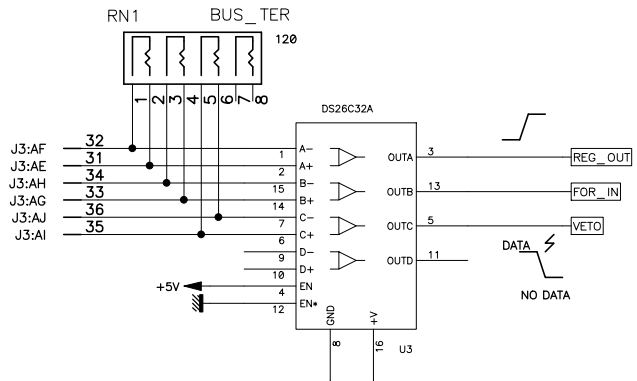 RN1 BUS_TER
120
1 2 3 4 5 6 7 8
DS26C32A
J3:AF 32 1 A- OUTA 3 REG_OUT
J3:AE 31 2 A+
J3:AH 34 15 B- OUTB 13 FOR_IN
J3:AG 33 14 B+
J3:AJ 36 7 C- OUTC 5 VETO
J3:AI 35 6 C+
9 D- OUTD 11
10 D+
DATA
NO DATA
+5V 4 EN
12 EN*
GND +V
8 16
U3